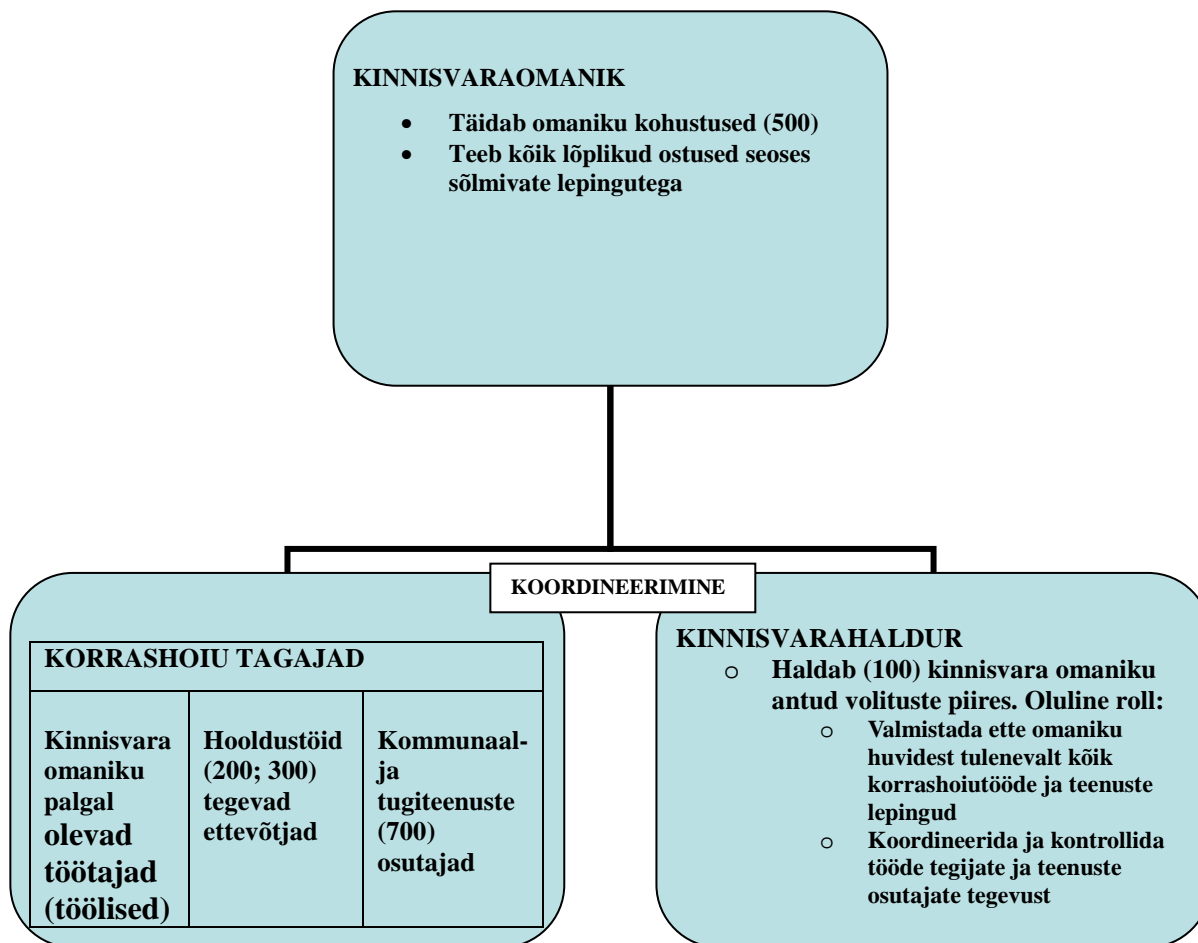 KINNISVARAOMANIK
• Täidab omaniku kohustused (500)
• Teeb kõik lõplikud ostused seoses
sõlmivate lepingutega
KOORDINEERIMINE
KORRASHOIU TAGAJAD
Kinnisvara
omaniku
palgal
olevad
töötajad
(töölised)
Hooldustöid
(200; 300)
tegevad
ettevõtjad
Kommunaal-
ja
tugiteenuste
(700)
osutajad
KINNISVARAHALDUR
o Haldab (100) kinnisvara omaniku
antud volituste piires. Oluline roll:
o Valmistada ette omaniku
huvidest tulenevalt kõik
korrashoiutööde ja teenuste
lepingud
o Koordineerida ja kontrollida
tööde tegijate ja teenuste
osutajate tegevust